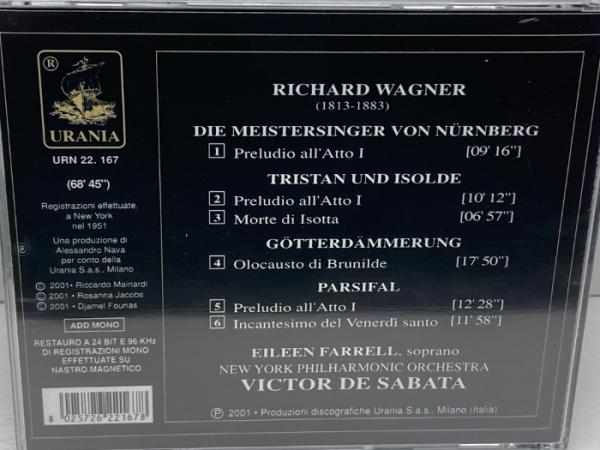 ®
URANIA
URN 22. 167
(68' 45")
Registrazioni effettuate,
a New York
nel 1951
Una produzione di
Alessandro Nava
per conto della
Urania S.a.s., Milano
© 2001 • Riccardo Mainardi
© 2001 • Rosanna Jacobs
© 2001 • Djamel Founas
ADD MONO
RESTAURO A 24 BIT E 96 KHz
DI REGISTRAZIONI MONO
EFFETTUATE SU
NASTRO MAGNETICO
8 025726 221678
RICHARD WAGNER
(1813-1883)
DIE MEISTERSINGER VON NÜRNBERG
1 Preludio all'Atto I [09' 16"]
TRISTAN UND ISOLDE
2 Preludio all'Atto I [10' 12"]
3 Morte di Isotta [06' 57"]
GÖTTERDÄMMERUNG
4 Olocausto di Brunilde [17' 50"]
PARSIFAL
5 Preludio all'Atto I [12' 28"]
6 Incantesimo del Venerdì santo [11' 58"]
EILEEN FARRELL, soprano
NEW YORK PHILHARMONIC ORCHESTRA
VICTOR DE SABATA
℗ 2001 • Produzioni discografiche Urania S.a.s., Milano (Italia)